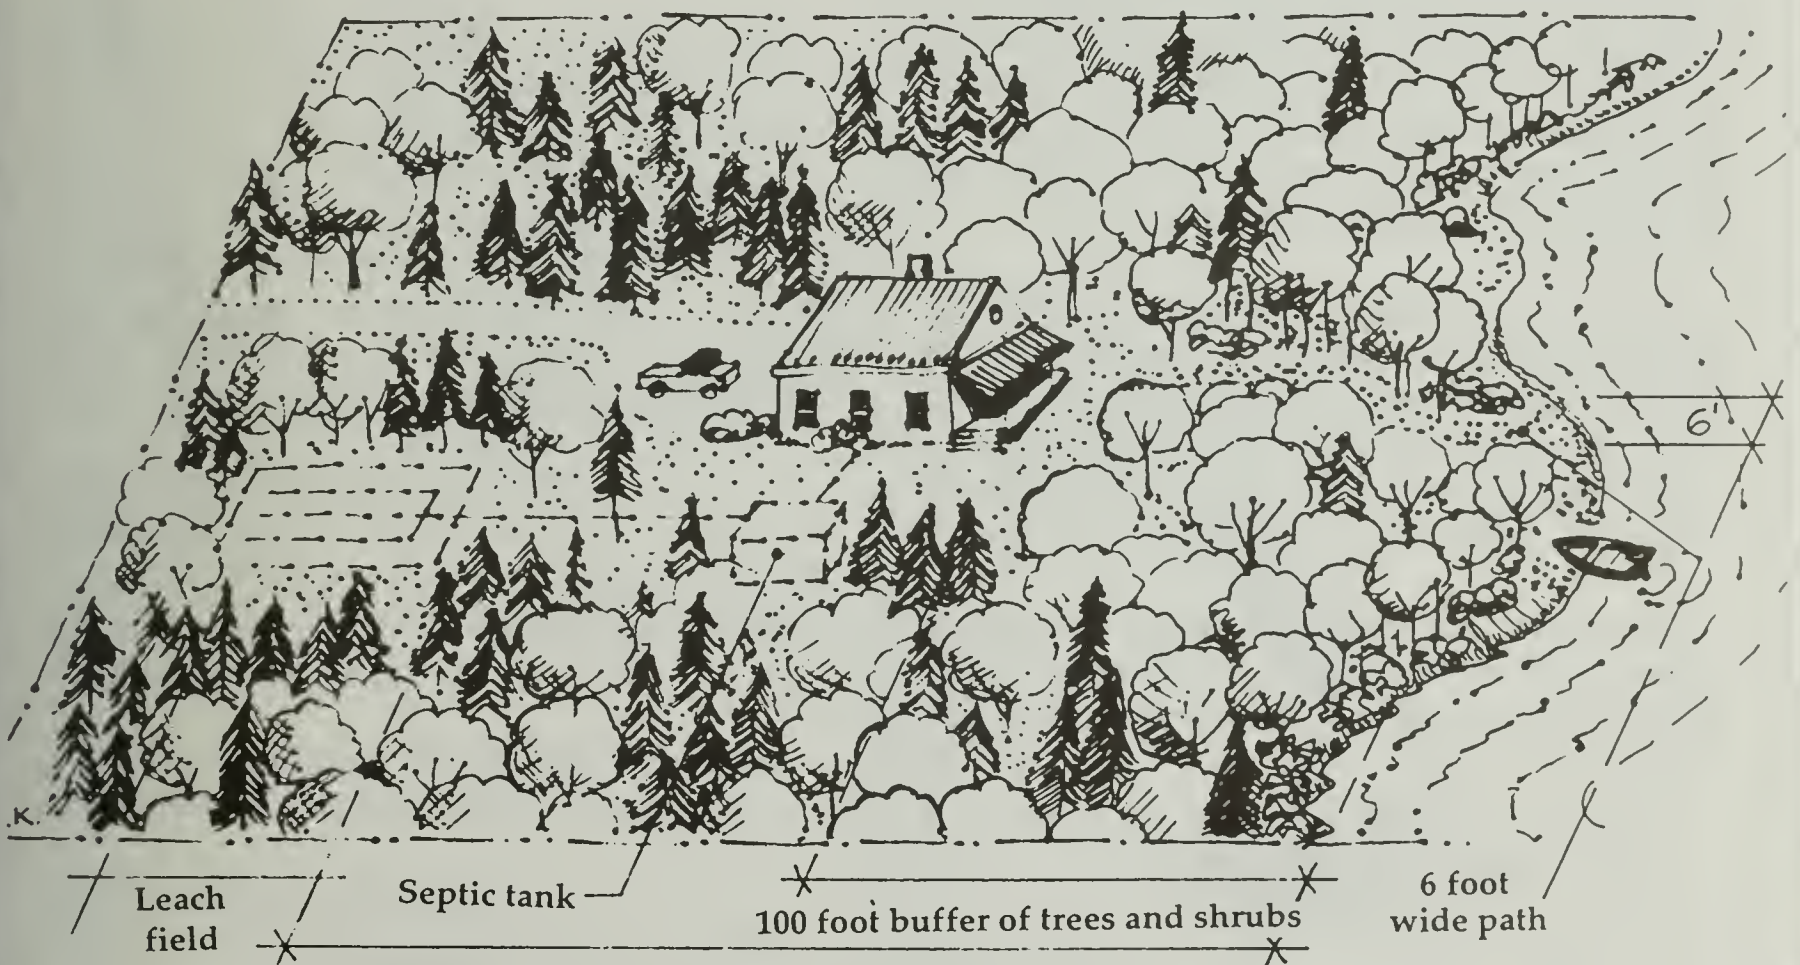 6'
.K.
Leach
field
Septic tank
100 foot buffer of trees and shrubs
6 foot
wide path